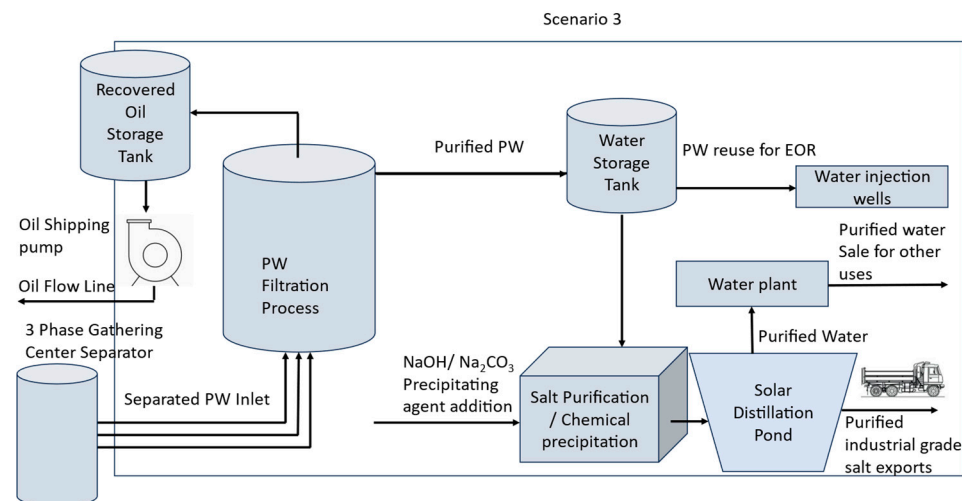 Scenario 3
Recovered
Oil
Storage
Tank
Purified PW
Water
Storage
Tank
PW reuse for EOR
Water injection
wells
Oil Shipping
pump
Oil Flow Line
PW
Filtration
Process
Purified water
Sale for other
uses
Water plant
Purified Water
3 Phase Gathering
Center Separator
Separated PW Inlet
NaOH/ Na₂CO₃
Precipitating
agent addition
Salt Purification
/ Chemical
precipitation
Solar
Distillation
Pond
Purified
industrial grade
salt exports